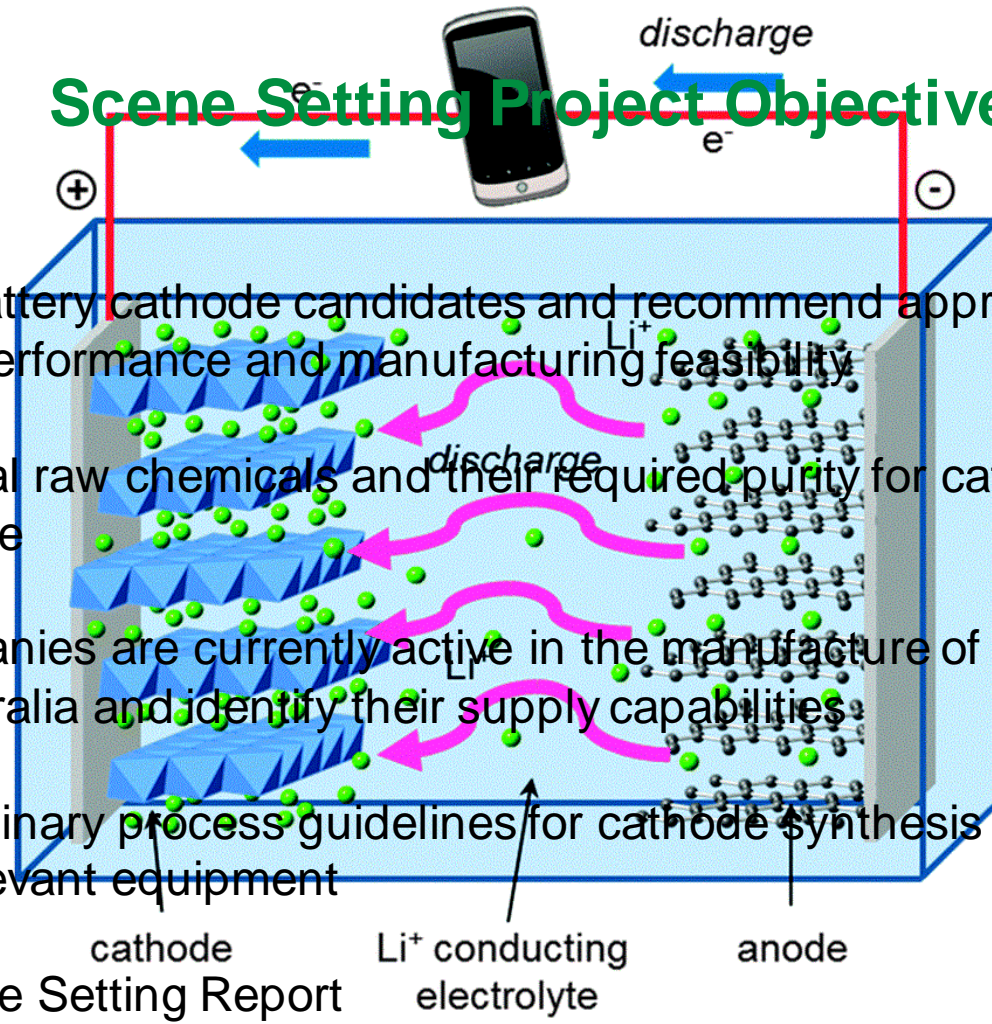 discharge
Scene Setting Project Objective
e-
e-
+
-
attery cathode candidates and recommend appr
Li+
erformance and manufacturing feasibility
discharge
al raw chemicals and their required purity for cat
e
anies are currently active in the manufacture of
Li+
ralia and identify their supply capabilities
inary process guidelines for cathode synthesis
evant equipment
cathode
Li+ conducting
electrolyte
anode
e Setting Report